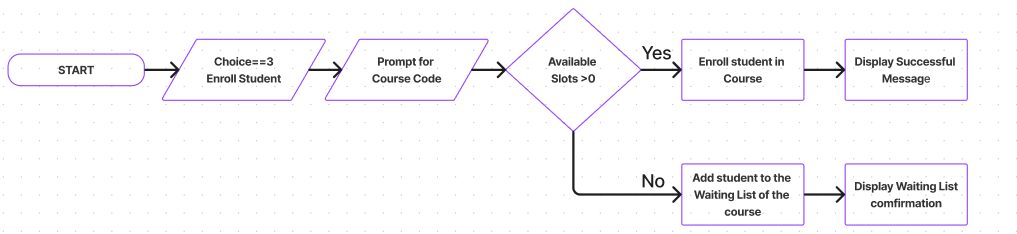 START
Choice==3
Enroll Student
Prompt for
Course Code
Available
Slots >0
Yes
Enroll student in
Course
Display Successful
Message
No
Add student to the
Waiting List of the
course
Display Waiting List
comfirmation